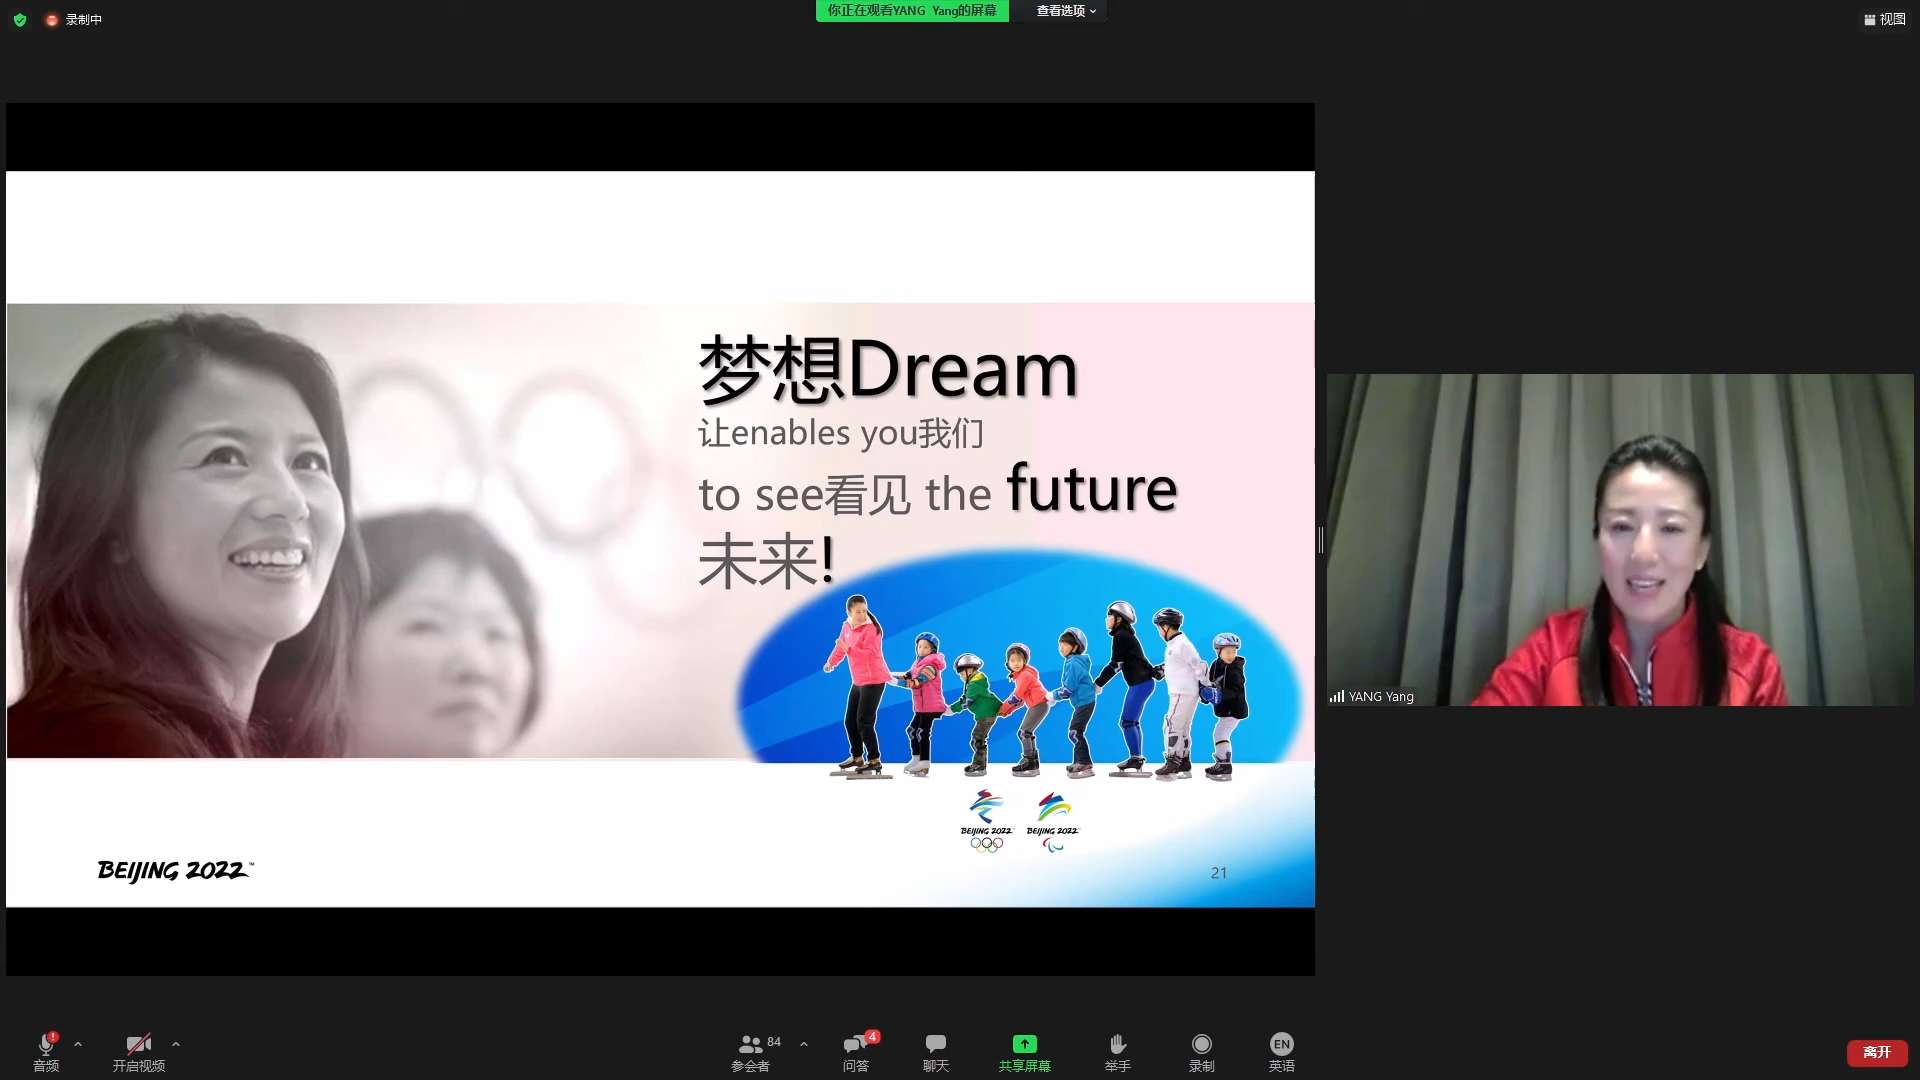 录制中
你正在观看YANG Yang的屏幕
查看选项
视图
梦想Dream
让enables you我们
to see看见 the future
未来!
BEIJING 2022 BEIJING 2022
BEIJING 2022™
21
YANG Yang
音频
开启视频
84
参会者
4
问答
聊天
共享屏幕
举手
录制
EN
英语
离开